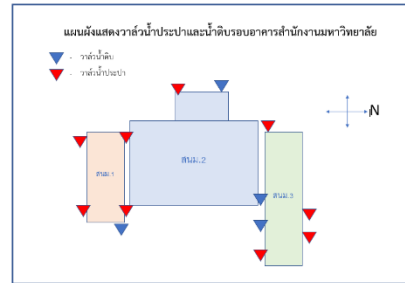 แผนผังแสดงวาล์วน้ำประปาและน้ำดิบรอบอาคารสำนักงานมหาวิทยาลัย
- วาล์วน้ำดิบ
- วาล์วน้ำประปา
N
สนม.1
สนม.2
สนม.3